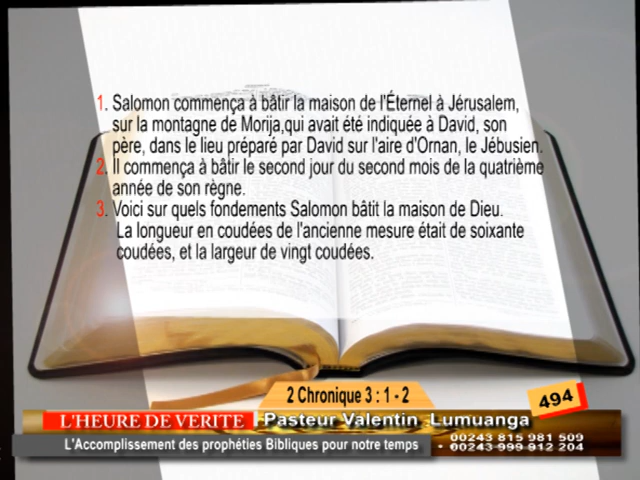 1. Salomon commença à bâtir la maison de l'Éternel à Jérusalem,
sur la montagne de Morija,qui avait été indiquée à David, son
père, dans le lieu préparé par David sur l'aire d'Ornan, le Jébusien.
2. Il commença à bâtir le second jour du second mois de la quatrième
année de son règne.
3. Voici sur quels fondements Salomon bâtit la maison de Dieu.
La longueur en coudées de l'ancienne mesure était de soixante
coudées, et la largeur de vingt coudées.
2 Chronique 3 : 1 - 2
494
L'HEURE DE VERITE Pasteur Valentin Lumuanga
L'Accomplissement des prophéties Bibliques pour notre temps
00243 815 981 509
• 00243 999 912 204